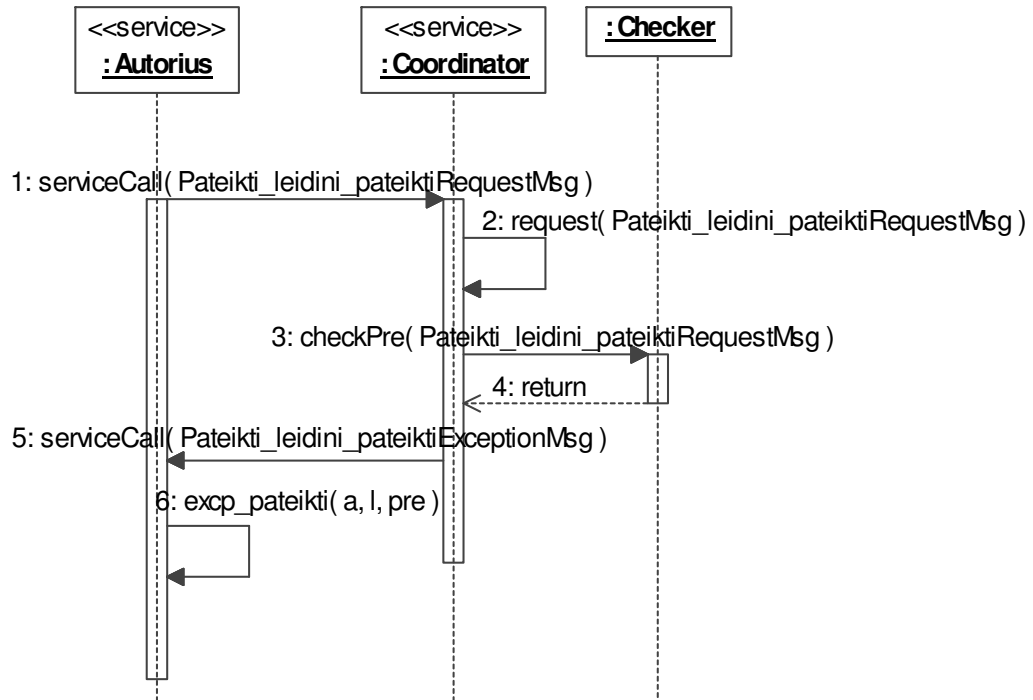 <<service>>
: Autorius
<<service>>
: Coordinator
: Checker
1: serviceCall( Pateikti_leidini_pateiktiRequestMsg )
2: request( Pateikti_leidini_pateiktiRequestMsg )
3: checkPre( Pateikti_leidini_pateiktiRequestMsg )
4: return
5: serviceCall( Pateikti_leidini_pateiktiExceptionMsg )
6: excp_pateikti( a, l, pre )